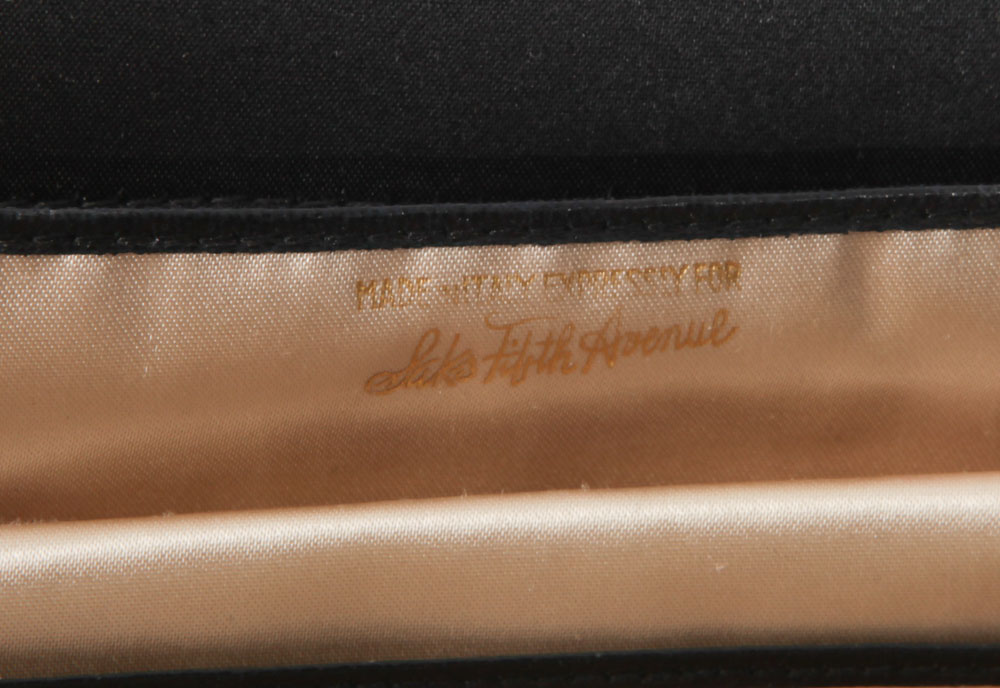 MADE IN ITALY EXPRESSLY FOR
Saks Fifth Avenue